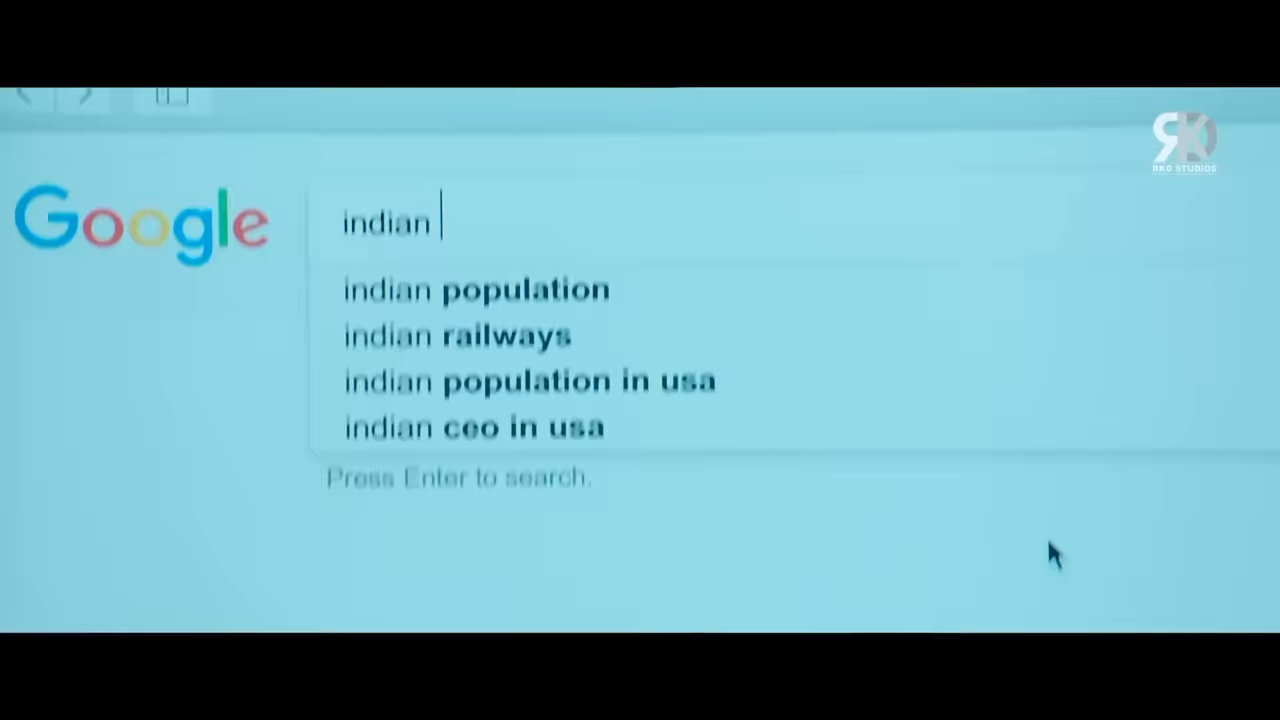 RKD STUDIOS
Google
indian
indian population
indian railways
indian population in usa
indian ceo in usa
Press Enter to search.